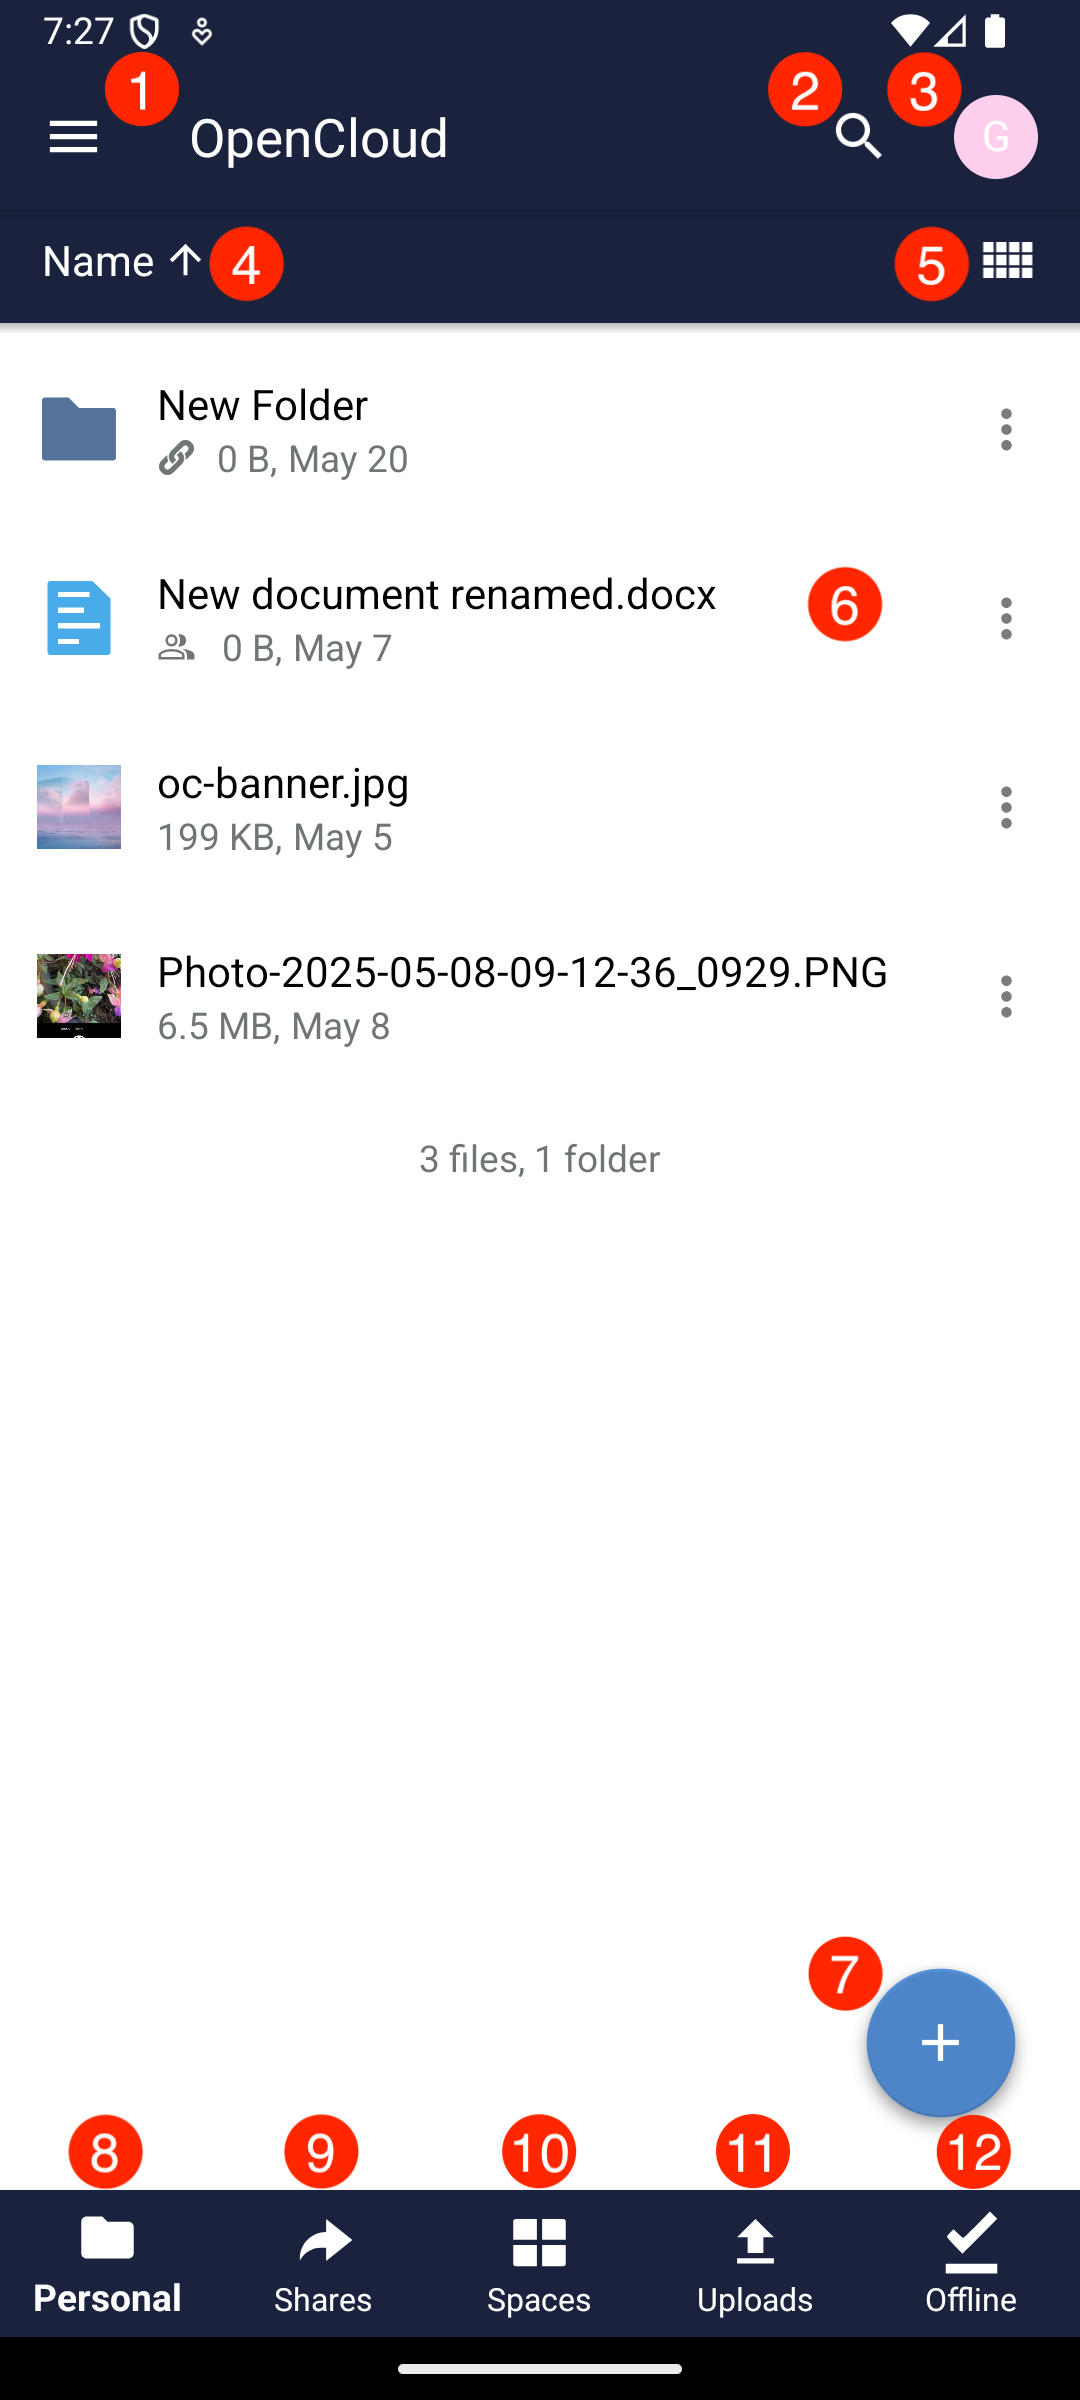 7:27
1
2
3
OpenCloud
G
Name
4
5
New Folder
0 B, May 20
New document renamed.docx
6
0 B, May 7
oc-banner.jpg
199 KB, May 5
Photo-2025-05-08-09-12-36_0929.PNG
6.5 MB, May 8
3 files, 1 folder
7
+
8
9
10
11
12
Personal
Shares
Spaces
Uploads
Offline